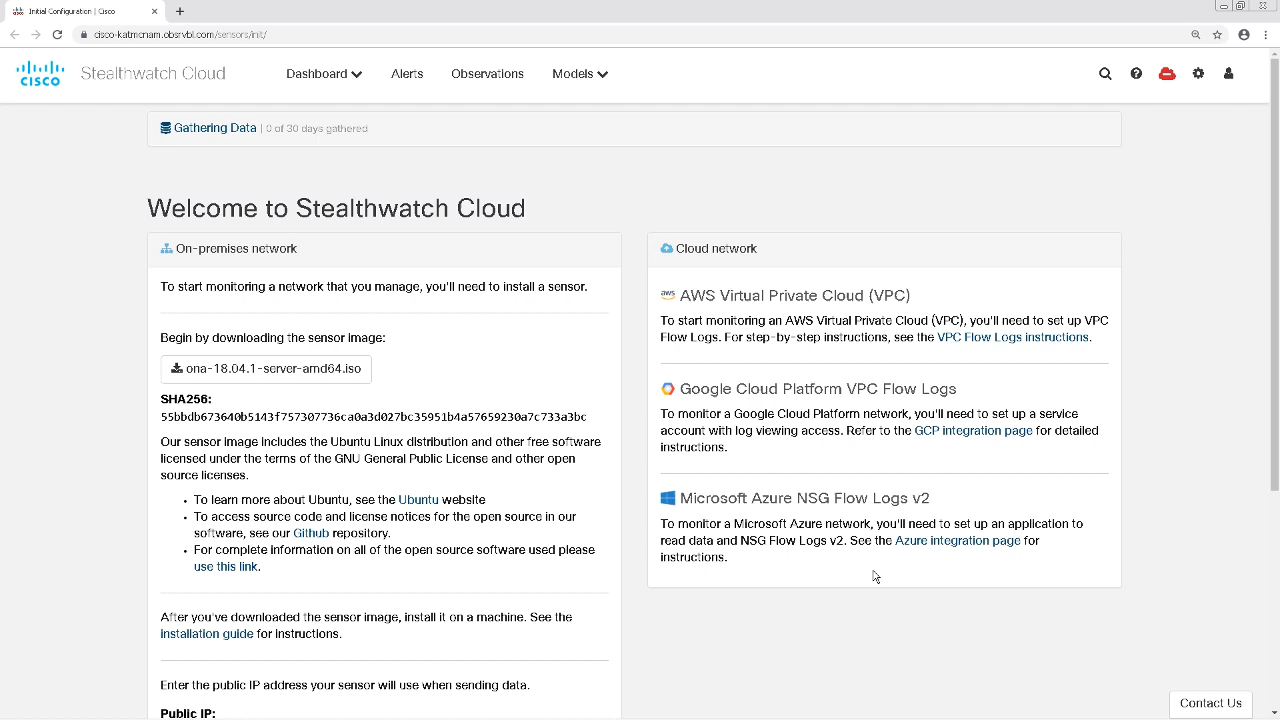 Initial Configuration | Cisco
cisco-katmcnam.obsrvbl.com/sensors/init/
CISCO
Stealthwatch Cloud
Dashboard
Alerts
Observations
Models
Gathering Data | 0 of 30 days gathered
Welcome to Stealthwatch Cloud
On-premises network
To start monitoring a network that you manage, you'll need to install a sensor.
Begin by downloading the sensor image:
ona-18.04.1-server-amd64.iso
SHA256:
55bbdb673640b5143f757307736ca0a3d027bc35951b4a57659230a7c733a3bc
Our sensor image includes the Ubuntu Linux distribution and other free software
licensed under the terms of the GNU General Public License and other open
source licenses.
• To learn more about Ubuntu, see the Ubuntu website
• To access source code and license notices for the open source in our
software, see our Github repository.
• For complete information on all of the open source software used please
use this link.
After you've downloaded the sensor image, install it on a machine. See the
installation guide for instructions.
Enter the public IP address your sensor will use when sending data.
Public IP:
Cloud network
aws AWS Virtual Private Cloud (VPC)
To start monitoring an AWS Virtual Private Cloud (VPC), you'll need to set up VPC
Flow Logs. For step-by-step instructions, see the VPC Flow Logs instructions.
Google Cloud Platform VPC Flow Logs
To monitor a Google Cloud Platform network, you'll need to set up a service
account with log viewing access. Refer to the GCP integration page for detailed
instructions.
Microsoft Azure NSG Flow Logs v2
To monitor a Microsoft Azure network, you'll need to set up an application to
read data and NSG Flow Logs v2. See the Azure integration page for
instructions.
Contact Us